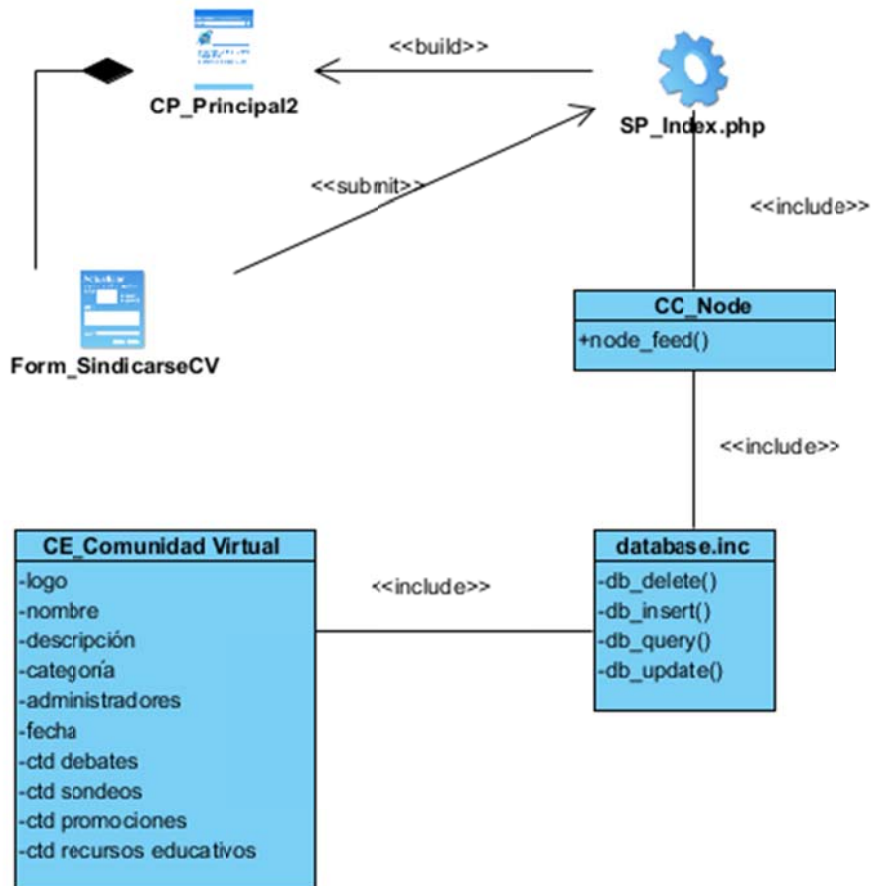 <<build>>
CP_Principal2
SP_Index.php
<<submit>>
<<include>>
CC_Node
+node_feed()
Form_SindicarseCV
<<include>>
CE_Comunidad Virtual
-logo
-nombre
-descripción
-categoría
-administradores
-fecha
-ctd debates
-ctd sondeos
-ctd promociones
-ctd recursos educativos
<<include>>
database.inc
-db_delete()
-db_insert()
-db_query()
-db_update()